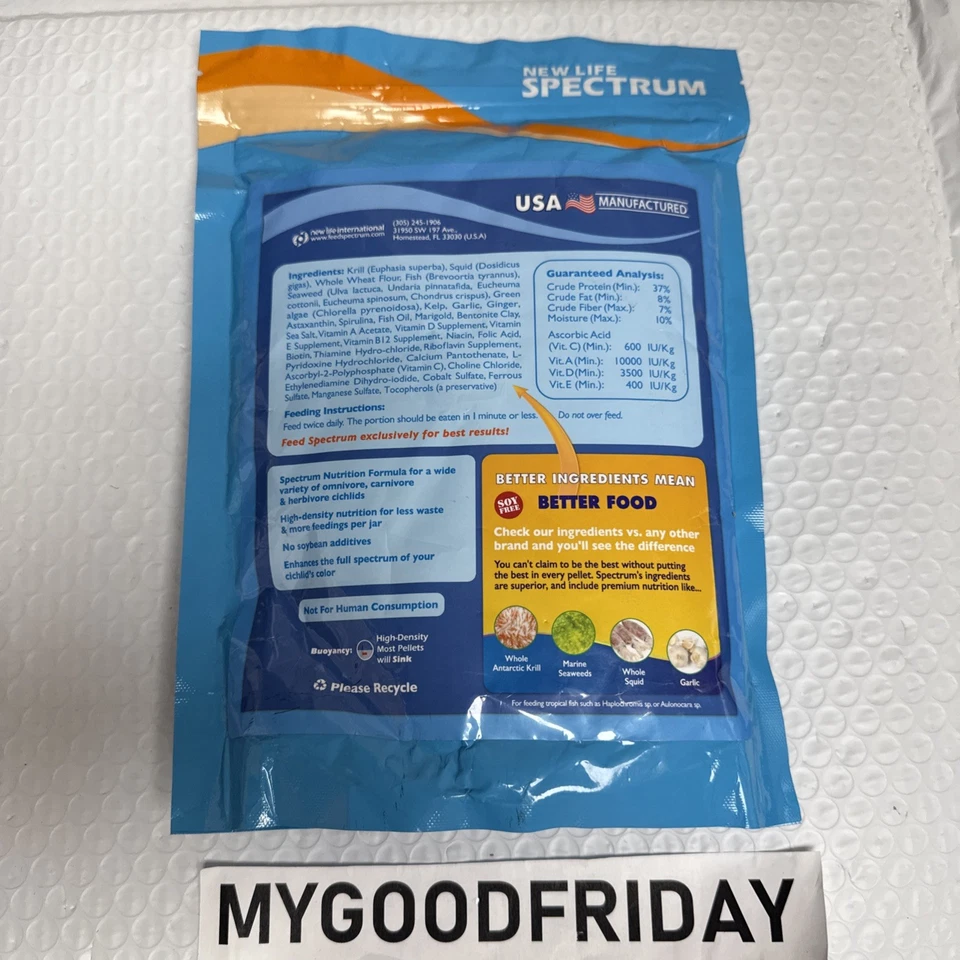 NEW LIFE
SPECTRUM
USA MANUFACTURED
new life international
www.feedspectrum.com
(305) 245-1906
31950 SW 197 Ave.,
Homestead, FL 33030 (U.S.A)
Ingredients: Krill (Euphasia superba), Squid (Dosidicus
gigas), Whole Wheat Flour, Fish (Brevoortia tyrannus),
Seaweed (Ulva lactuca, Undaria pinnatafida, Eucheuma
cottonii, Eucheuma spinosum, Chondrus crispus), Green
algae (Chlorella pyrenoidosa), Kelp, Garlic, Ginger,
Astaxanthin, Spirulina, Fish Oil, Marigold, Bentonite Clay,
Sea Salt, Vitamin A Acetate, Vitamin D Supplement, Vitamin
E Supplement, Vitamin B12 Supplement, Niacin, Folic Acid,
Biotin, Thiamine Hydro-chloride, Riboflavin Supplement,
Pyridoxine Hydrochloride, Calcium Pantothenate, L-
Ascorbyl-2-Polyphosphate (Vitamin C), Choline Chloride,
Ethylenediamine Dihydro-iodide, Cobalt Sulfate, Ferrous
Sulfate, Manganese Sulfate, Tocopherols (a preservative)
Feeding Instructions:
Feed twice daily. The portion should be eaten in 1 minute or less. Do not over feed.
Feed Spectrum exclusively for best results!
Guaranteed Analysis:
Crude Protein (Min.): 37%
Crude Fat (Min.): 8%
Crude Fiber (Max.): 7%
Moisture (Max.): 10%
Ascorbic Acid
(Vit. C) (Min.): 600 IU/Kg
Vit. A (Min.): 10000 IU/Kg
Vit. D (Min.): 3500 IU/Kg
Vit. E (Min.): 400 IU/Kg
Spectrum Nutrition Formula for a wide
variety of omnivore, carnivore
& herbivore cichlids
High-density nutrition for less waste
& more feedings per jar
No soybean additives
Enhances the full spectrum of your
cichlid's color
Not For Human Consumption
Buoyancy:
High-Density
Most Pellets
will Sink
Please Recycle
BETTER INGREDIENTS MEAN
SOY
FREE
BETTER FOOD
Check our ingredients vs. any other
brand and you'll see the difference
You can't claim to be the best without putting
the best in every pellet. Spectrum's ingredients
are superior, and include premium nutrition like...
Whole
Antarctic Krill
Marine
Seaweeds
Whole
Squid
Garlic
For feeding tropical fish such as Haplochromis sp. or Aulonocara sp.
MYGOODFRIDAY